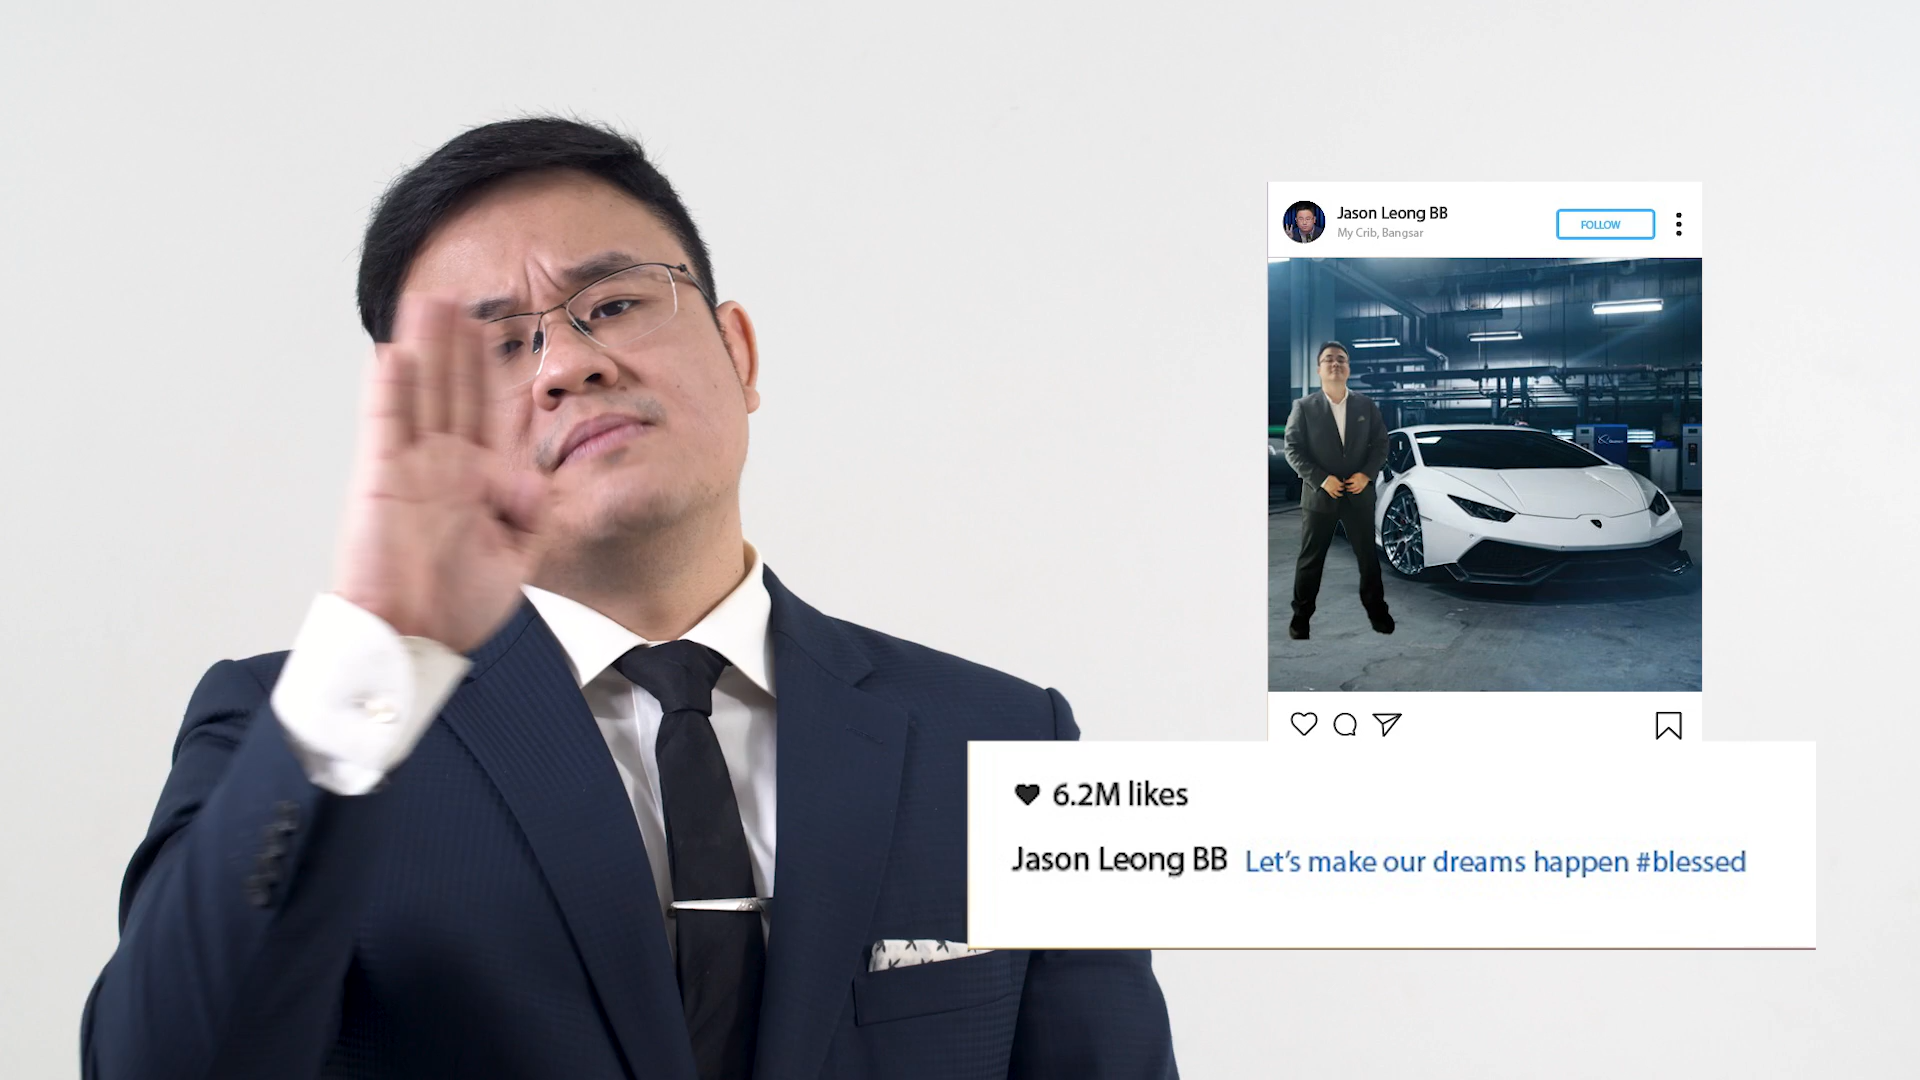 Jason Leong BB
My Crib, Bangsar
FOLLOW
6.2M likes
Jason Leong BB Let's make our dreams happen #blessed